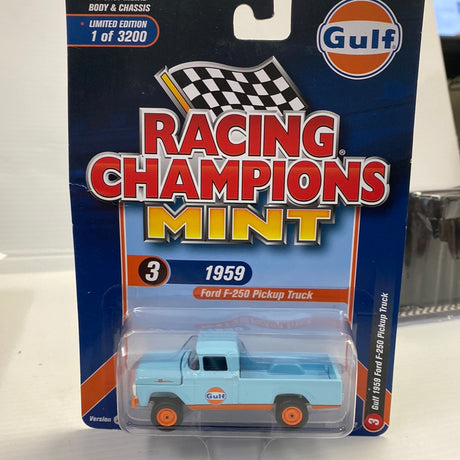 BODY & CHASSIS
LIMITED EDITION
1 of 3200
Gulf
RACING
CHAMPIONS
MINT
3 1959
Ford F-250 Pickup Truck
Gulf
Version
3 Gulf 1959 Ford F-250 Pickup Truck